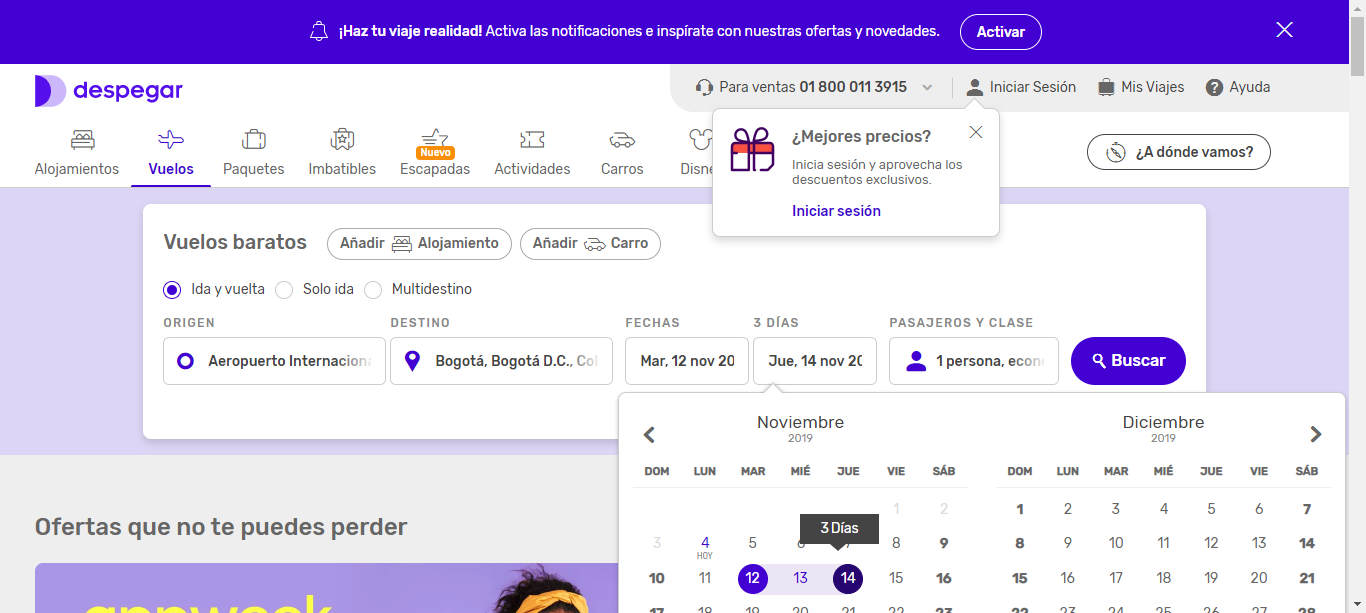 ¡Haz tu viaje realidad! Activa las notificaciones e inspírate con nuestras ofertas y novedades.
Activar
despegar
Para ventas 01 800 011 3915
Iniciar Sesión
Mis Viajes
Ayuda
Alojamientos
Vuelos
Paquetes
Imbatibles
Nuevo
Escapadas
Actividades
Carros
Disne
¿A dónde vamos?
¿Mejores precios?
Inicia sesión y aprovecha los
descuentos exclusivos.
Iniciar sesión
Vuelos baratos
Añadir Alojamiento
Añadir Carro
Ida y vuelta
Solo ida
Multidestino
ORIGEN
DESTINO
FECHAS
3 DÍAS
PASAJEROS Y CLASE
Aeropuerto Internacion
Bogotá, Bogotá D.C., Col
Mar, 12 nov 20
Jue, 14 nov 20
1 persona, econ
Buscar
Noviembre
2019
DOM LUN MAR MIÉ JUE VIE SÁB
1 2
3 4 5 6 7 8 9
HOY
3 Días
10 11 12 13 14 15 16
17 18 19 20 21 22 23
Diciembre
2019
DOM LUN MAR MIÉ JUE VIE SÁB
1 2 3 4 5 6 7
8 9 10 11 12 13 14
15 16 17 18 19 20 21
22 23 24 25 26 27 28
Ofertas que no te puedes perder
appweek